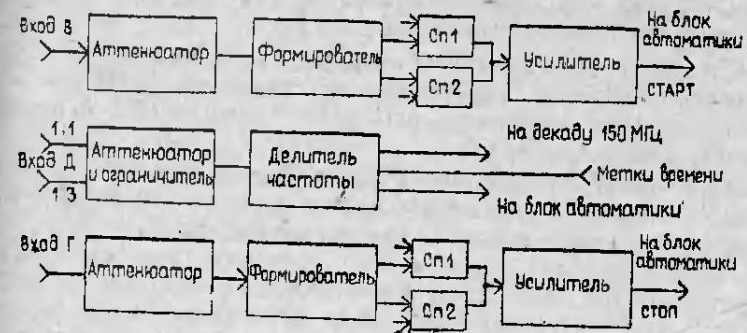 Вход В
Аттенюатор
Формирователь
Сп1
Сп2
Усилитель
На блок
автоматики
СТАРТ
1.1
Вход Д
1.3
Аттенюатор
и ограничитель
Делитель
частоты
На декаду 150 МГц
Метки времени
На блок автоматики
Вход Г
Аттенюатор
Формирователь
Сп1
Сп2
Усилитель
На блок
автоматики
СТОП